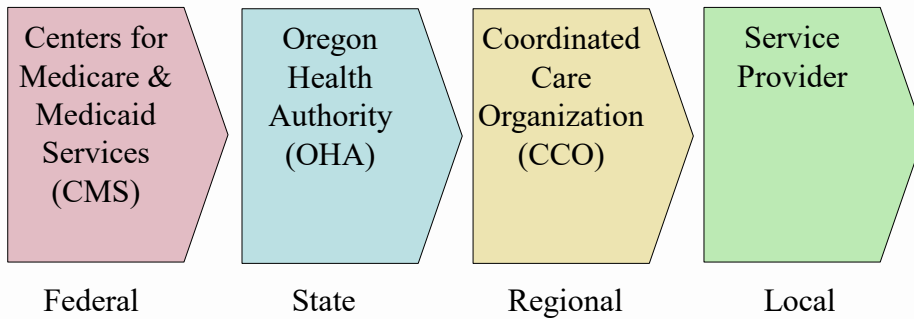 Centers for
Medicare &
Medicaid
Services
(CMS)
Oregon
Health
Authority
(OHA)
Coordinated
Care
Organization
(CCO)
Service
Provider
Federal
State
Regional
Local